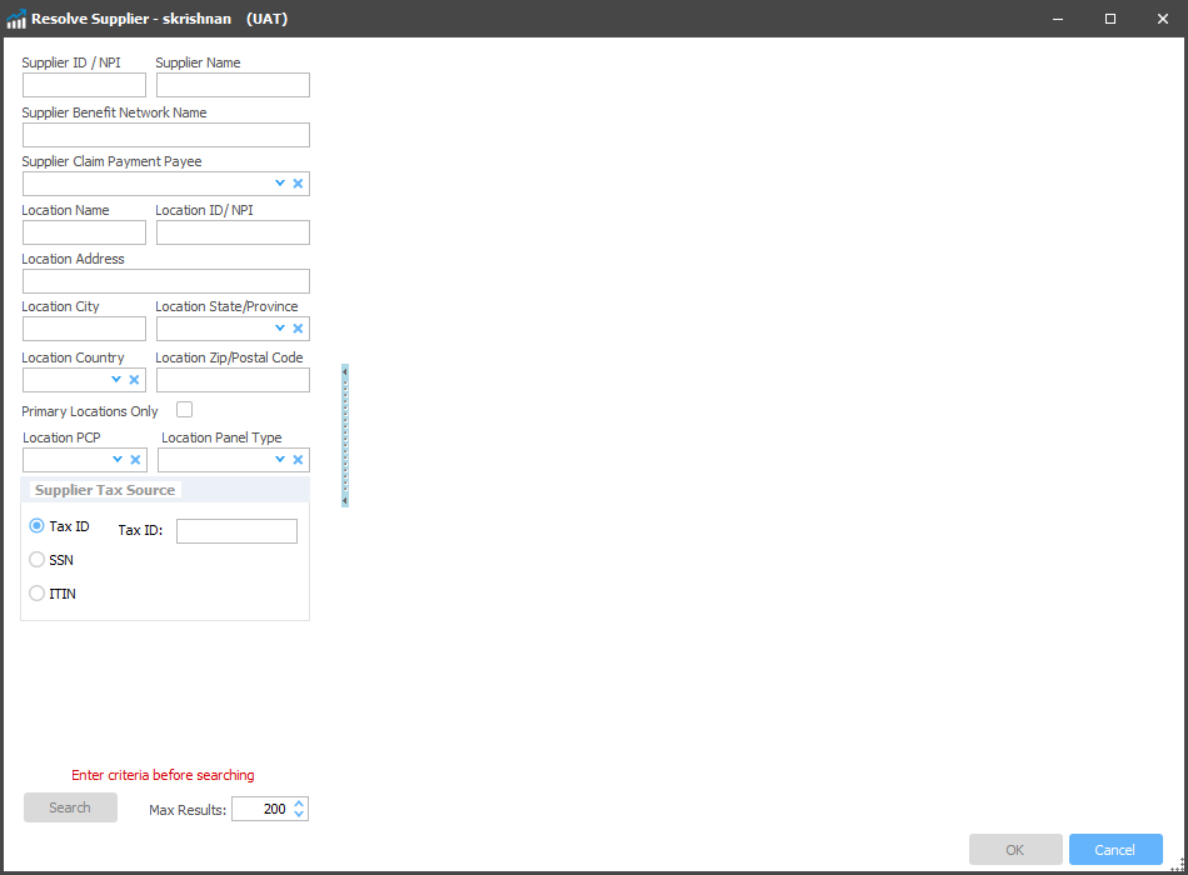 Resolve Supplier - skrishnan (UAT)
Supplier ID / NPI Supplier Name
Supplier Benefit Network Name
Supplier Claim Payment Payee
Location Name Location ID/ NPI
Location Address
Location City Location State/Province
Location Country Location Zip/Postal Code
Primary Locations Only
Location PCP Location Panel Type
Supplier Tax Source
Tax ID Tax ID:
SSN
ITIN
Enter criteria before searching
Search Max Results: 200
OK Cancel